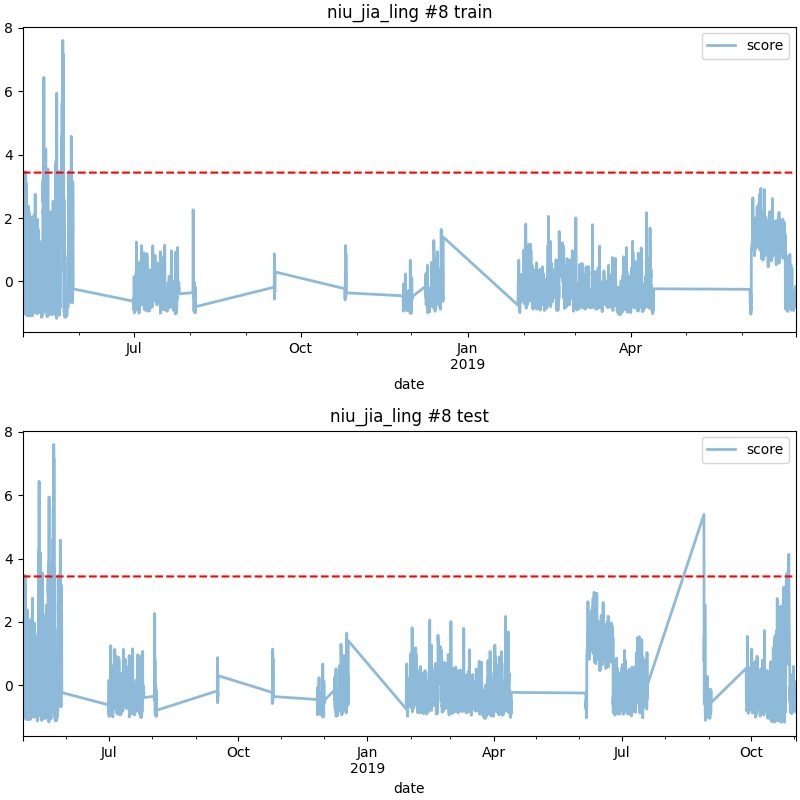 niu_jia_ling #8 train
score
8
6
4
2
0
Jul
Oct
Jan
2019
Apr
date
niu_jia_ling #8 test
score
8
6
4
2
0
Jul
Oct
Jan
2019
Apr
Jul
Oct
date